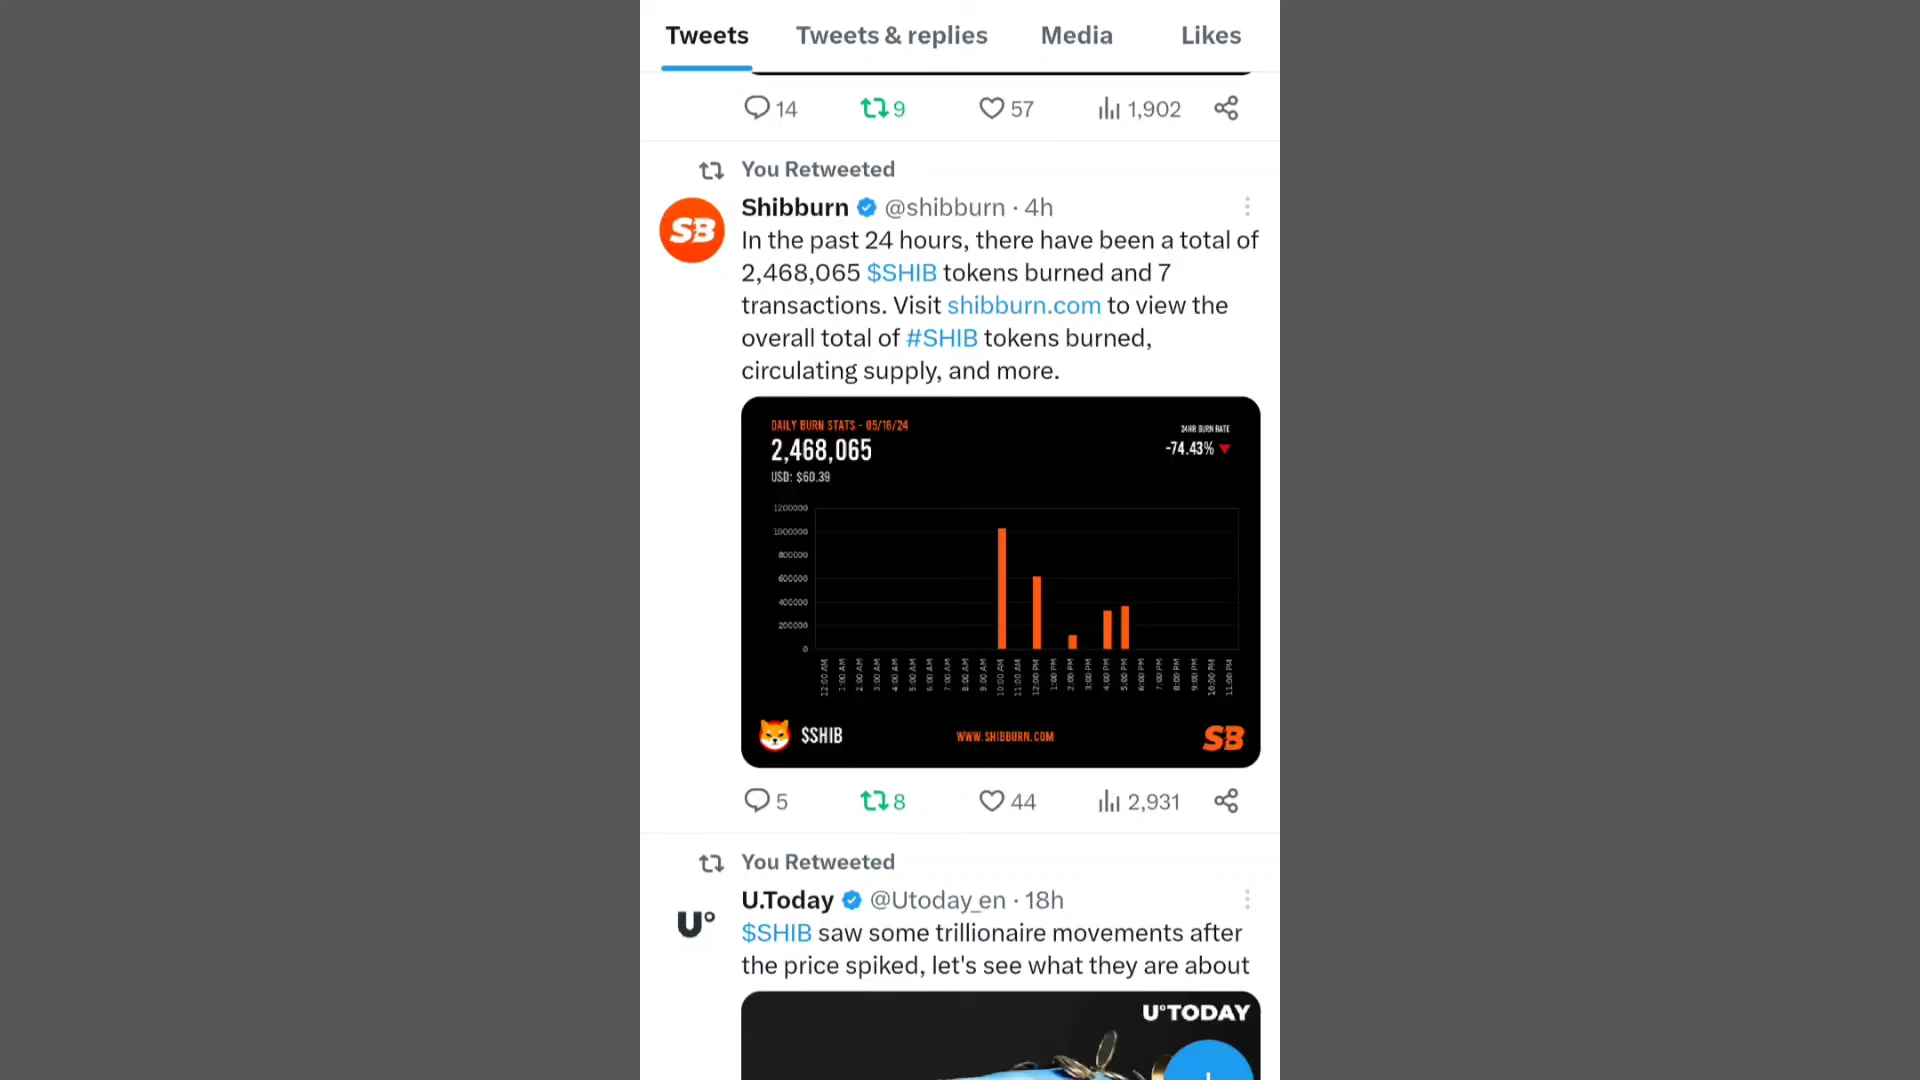 Tweets Tweets & replies Media Likes
14 9 57 1,902
You Retweeted
Shibburn @shibburn · 4h
SB
In the past 24 hours, there have been a total of
2,468,065 $SHIB tokens burned and 7
transactions. Visit shibburn.com to view the
overall total of #SHIB tokens burned,
circulating supply, and more.
DAILY BURN STATS - 05/16/24
24HR BURN RATE
2,468,065
-74.43%
USD: $60.39
1200000
1000000
800000
600000
400000
200000
0
12:00 AM 1:00 AM 2:00 AM 3:00 AM 4:00 AM 5:00 AM 6:00 AM 7:00 AM 8:00 AM 9:00 AM 10:00 AM 11:00 AM 12:00 PM 1:00 PM 2:00 PM 3:00 PM 4:00 PM 5:00 PM 6:00 PM 7:00 PM 8:00 PM 9:00 PM 10:00 PM 11:00 PM
$SHIB WWW.SHIBBURN.COM SB
5 8 44 2,931
You Retweeted
U.Today @Utoday_en · 18h
U°
$SHIB saw some trillionaire movements after
the price spiked, let's see what they are about
U°TODAY